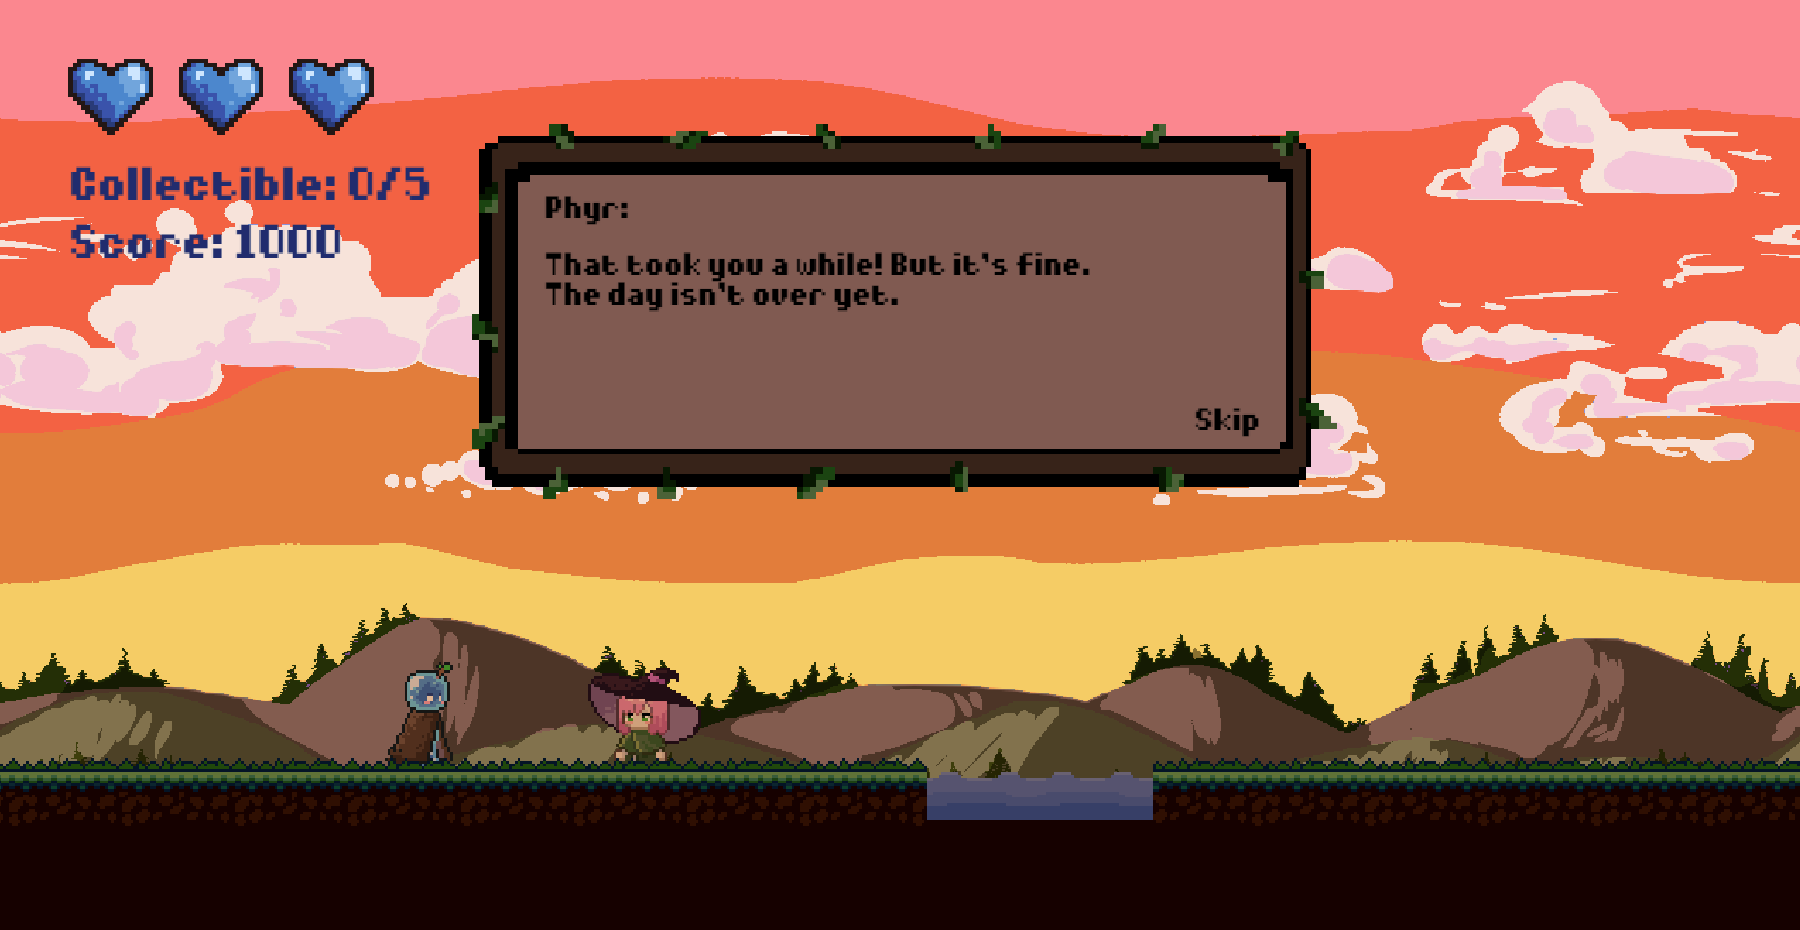 Collectible: 0/5
Score: 1000
Phyr:
That took you a while! But it's fine.
The day isn't over yet.
Skip